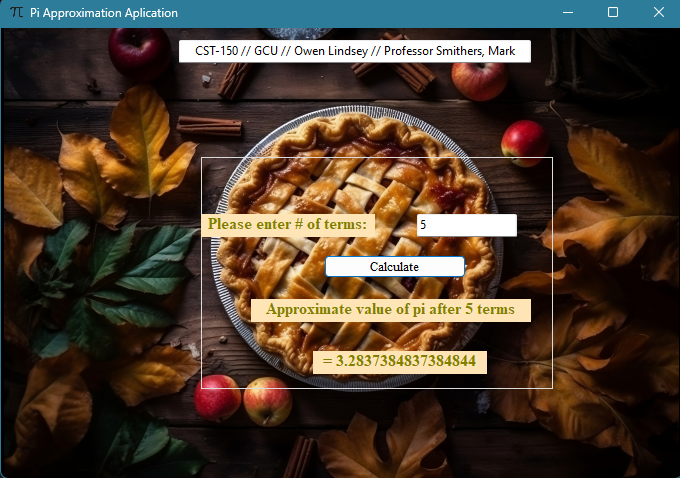 Pi Approximation Aplication
CST-150 // GCU // Owen Lindsey // Professor Smithers, Mark
Please enter # of terms: 5
Calculate
Approximate value of pi after 5 terms
= 3.2837384837384844